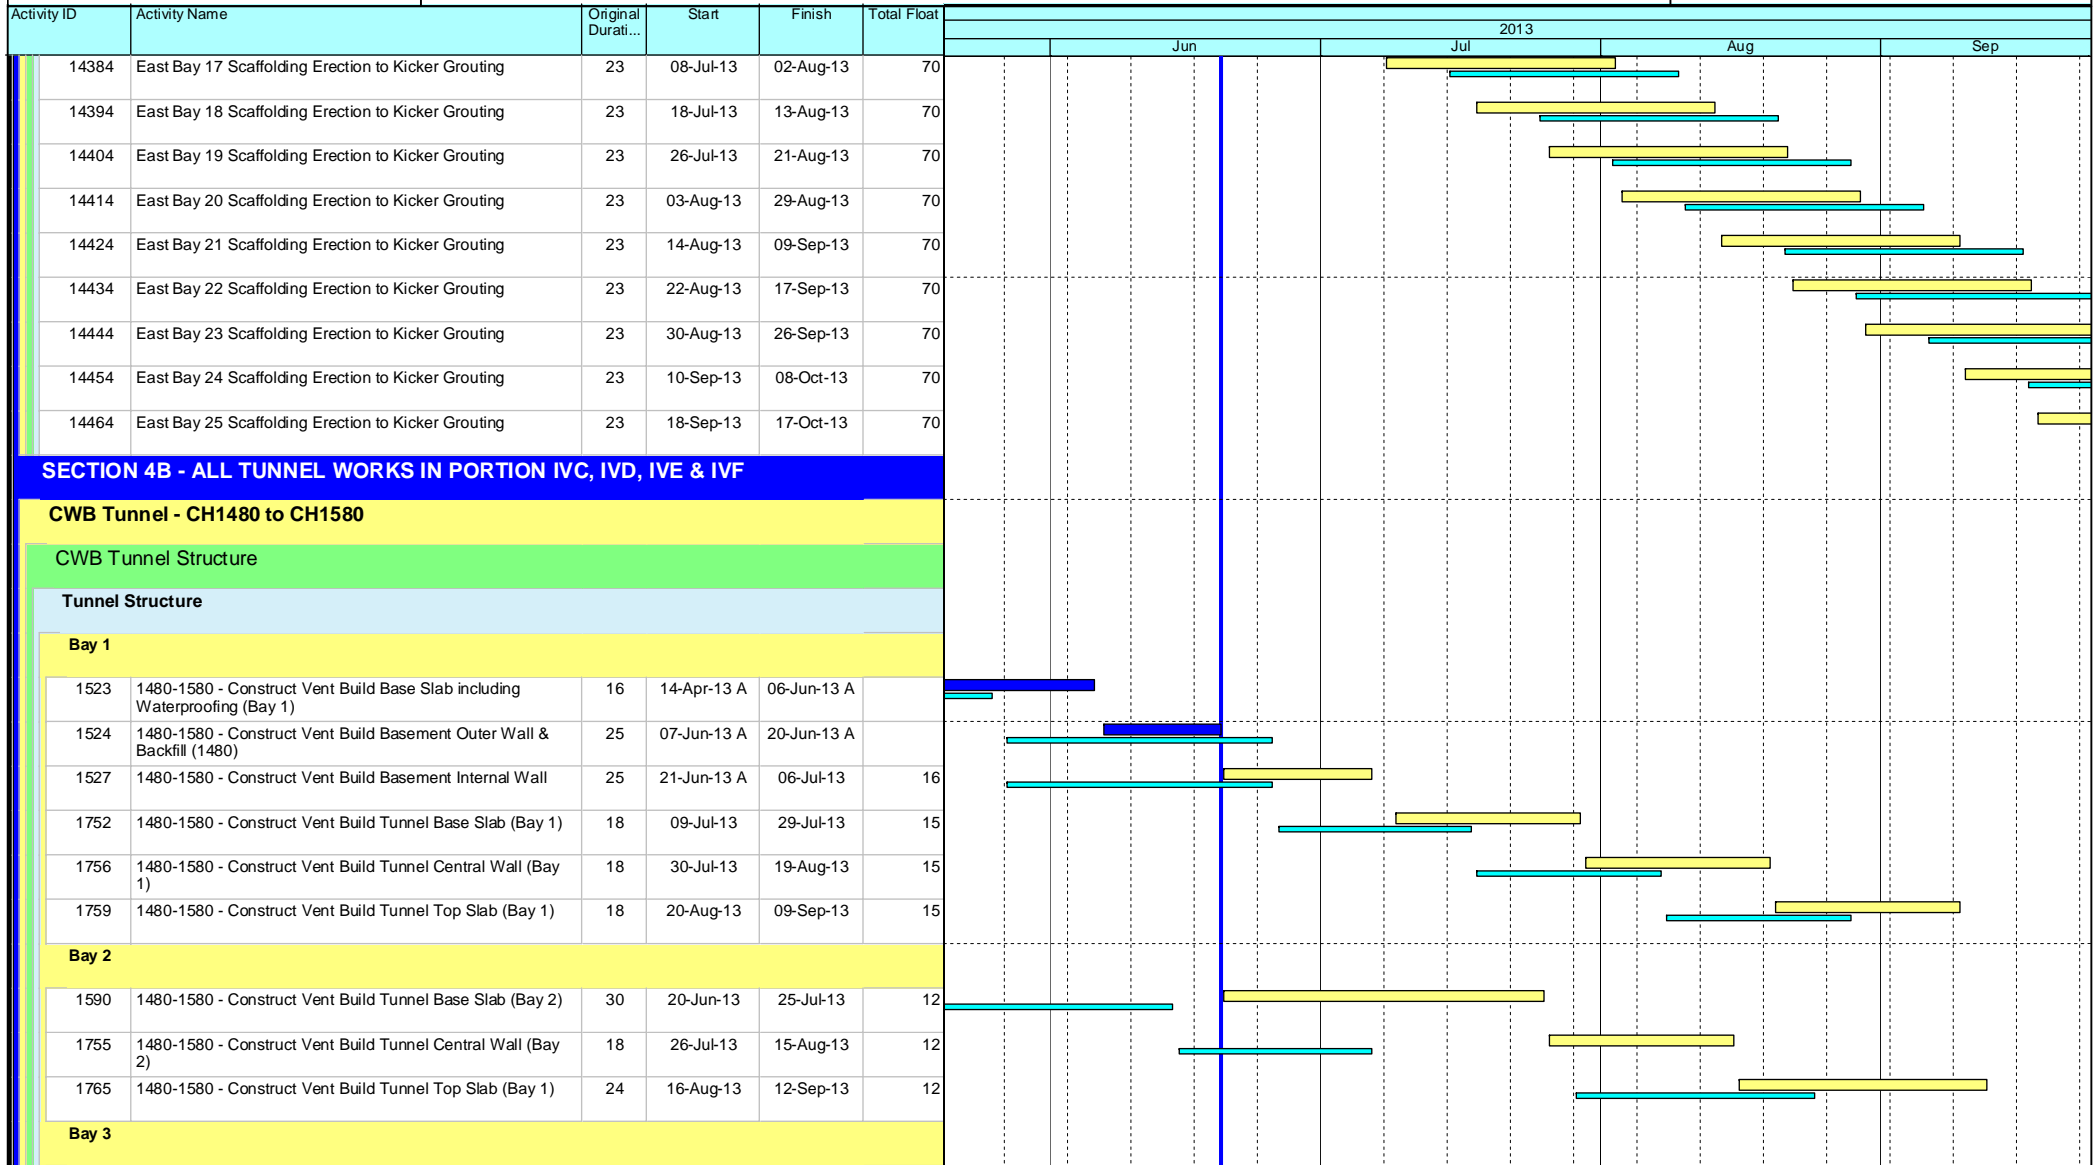 Activity ID Activity Name Original Durati... Start Finish Total Float
2013
Jun Jul Aug Sep
14384 East Bay 17 Scaffolding Erection to Kicker Grouting 23 08-Jul-13 02-Aug-13 70
14394 East Bay 18 Scaffolding Erection to Kicker Grouting 23 18-Jul-13 13-Aug-13 70
14404 East Bay 19 Scaffolding Erection to Kicker Grouting 23 26-Jul-13 21-Aug-13 70
14414 East Bay 20 Scaffolding Erection to Kicker Grouting 23 03-Aug-13 29-Aug-13 70
14424 East Bay 21 Scaffolding Erection to Kicker Grouting 23 14-Aug-13 09-Sep-13 70
14434 East Bay 22 Scaffolding Erection to Kicker Grouting 23 22-Aug-13 17-Sep-13 70
14444 East Bay 23 Scaffolding Erection to Kicker Grouting 23 30-Aug-13 26-Sep-13 70
14454 East Bay 24 Scaffolding Erection to Kicker Grouting 23 10-Sep-13 08-Oct-13 70
14464 East Bay 25 Scaffolding Erection to Kicker Grouting 23 18-Sep-13 17-Oct-13 70
SECTION 4B - ALL TUNNEL WORKS IN PORTION IVC, IVD, IVE & IVF
CWB Tunnel - CH1480 to CH1580
CWB Tunnel Structure
Tunnel Structure
Bay 1
1523 1480-1580 - Construct Vent Build Base Slab including 16 14-Apr-13 A 06-Jun-13 A
Waterproofing (Bay 1)
1524 1480-1580 - Construct Vent Build Basement Outer Wall & 25 07-Jun-13 A 20-Jun-13 A
Backfill (1480)
1527 1480-1580 - Construct Vent Build Basement Internal Wall 25 21-Jun-13 A 06-Jul-13 16
1752 1480-1580 - Construct Vent Build Tunnel Base Slab (Bay 1) 18 09-Jul-13 29-Jul-13 15
1756 1480-1580 - Construct Vent Build Tunnel Central Wall (Bay 18 30-Jul-13 19-Aug-13 15
1)
1759 1480-1580 - Construct Vent Build Tunnel Top Slab (Bay 1) 18 20-Aug-13 09-Sep-13 15
Bay 2
1590 1480-1580 - Construct Vent Build Tunnel Base Slab (Bay 2) 30 20-Jun-13 25-Jul-13 12
1755 1480-1580 - Construct Vent Build Tunnel Central Wall (Bay 18 26-Jul-13 15-Aug-13 12
2)
1765 1480-1580 - Construct Vent Build Tunnel Top Slab (Bay 1) 24 16-Aug-13 12-Sep-13 12
Bay 3